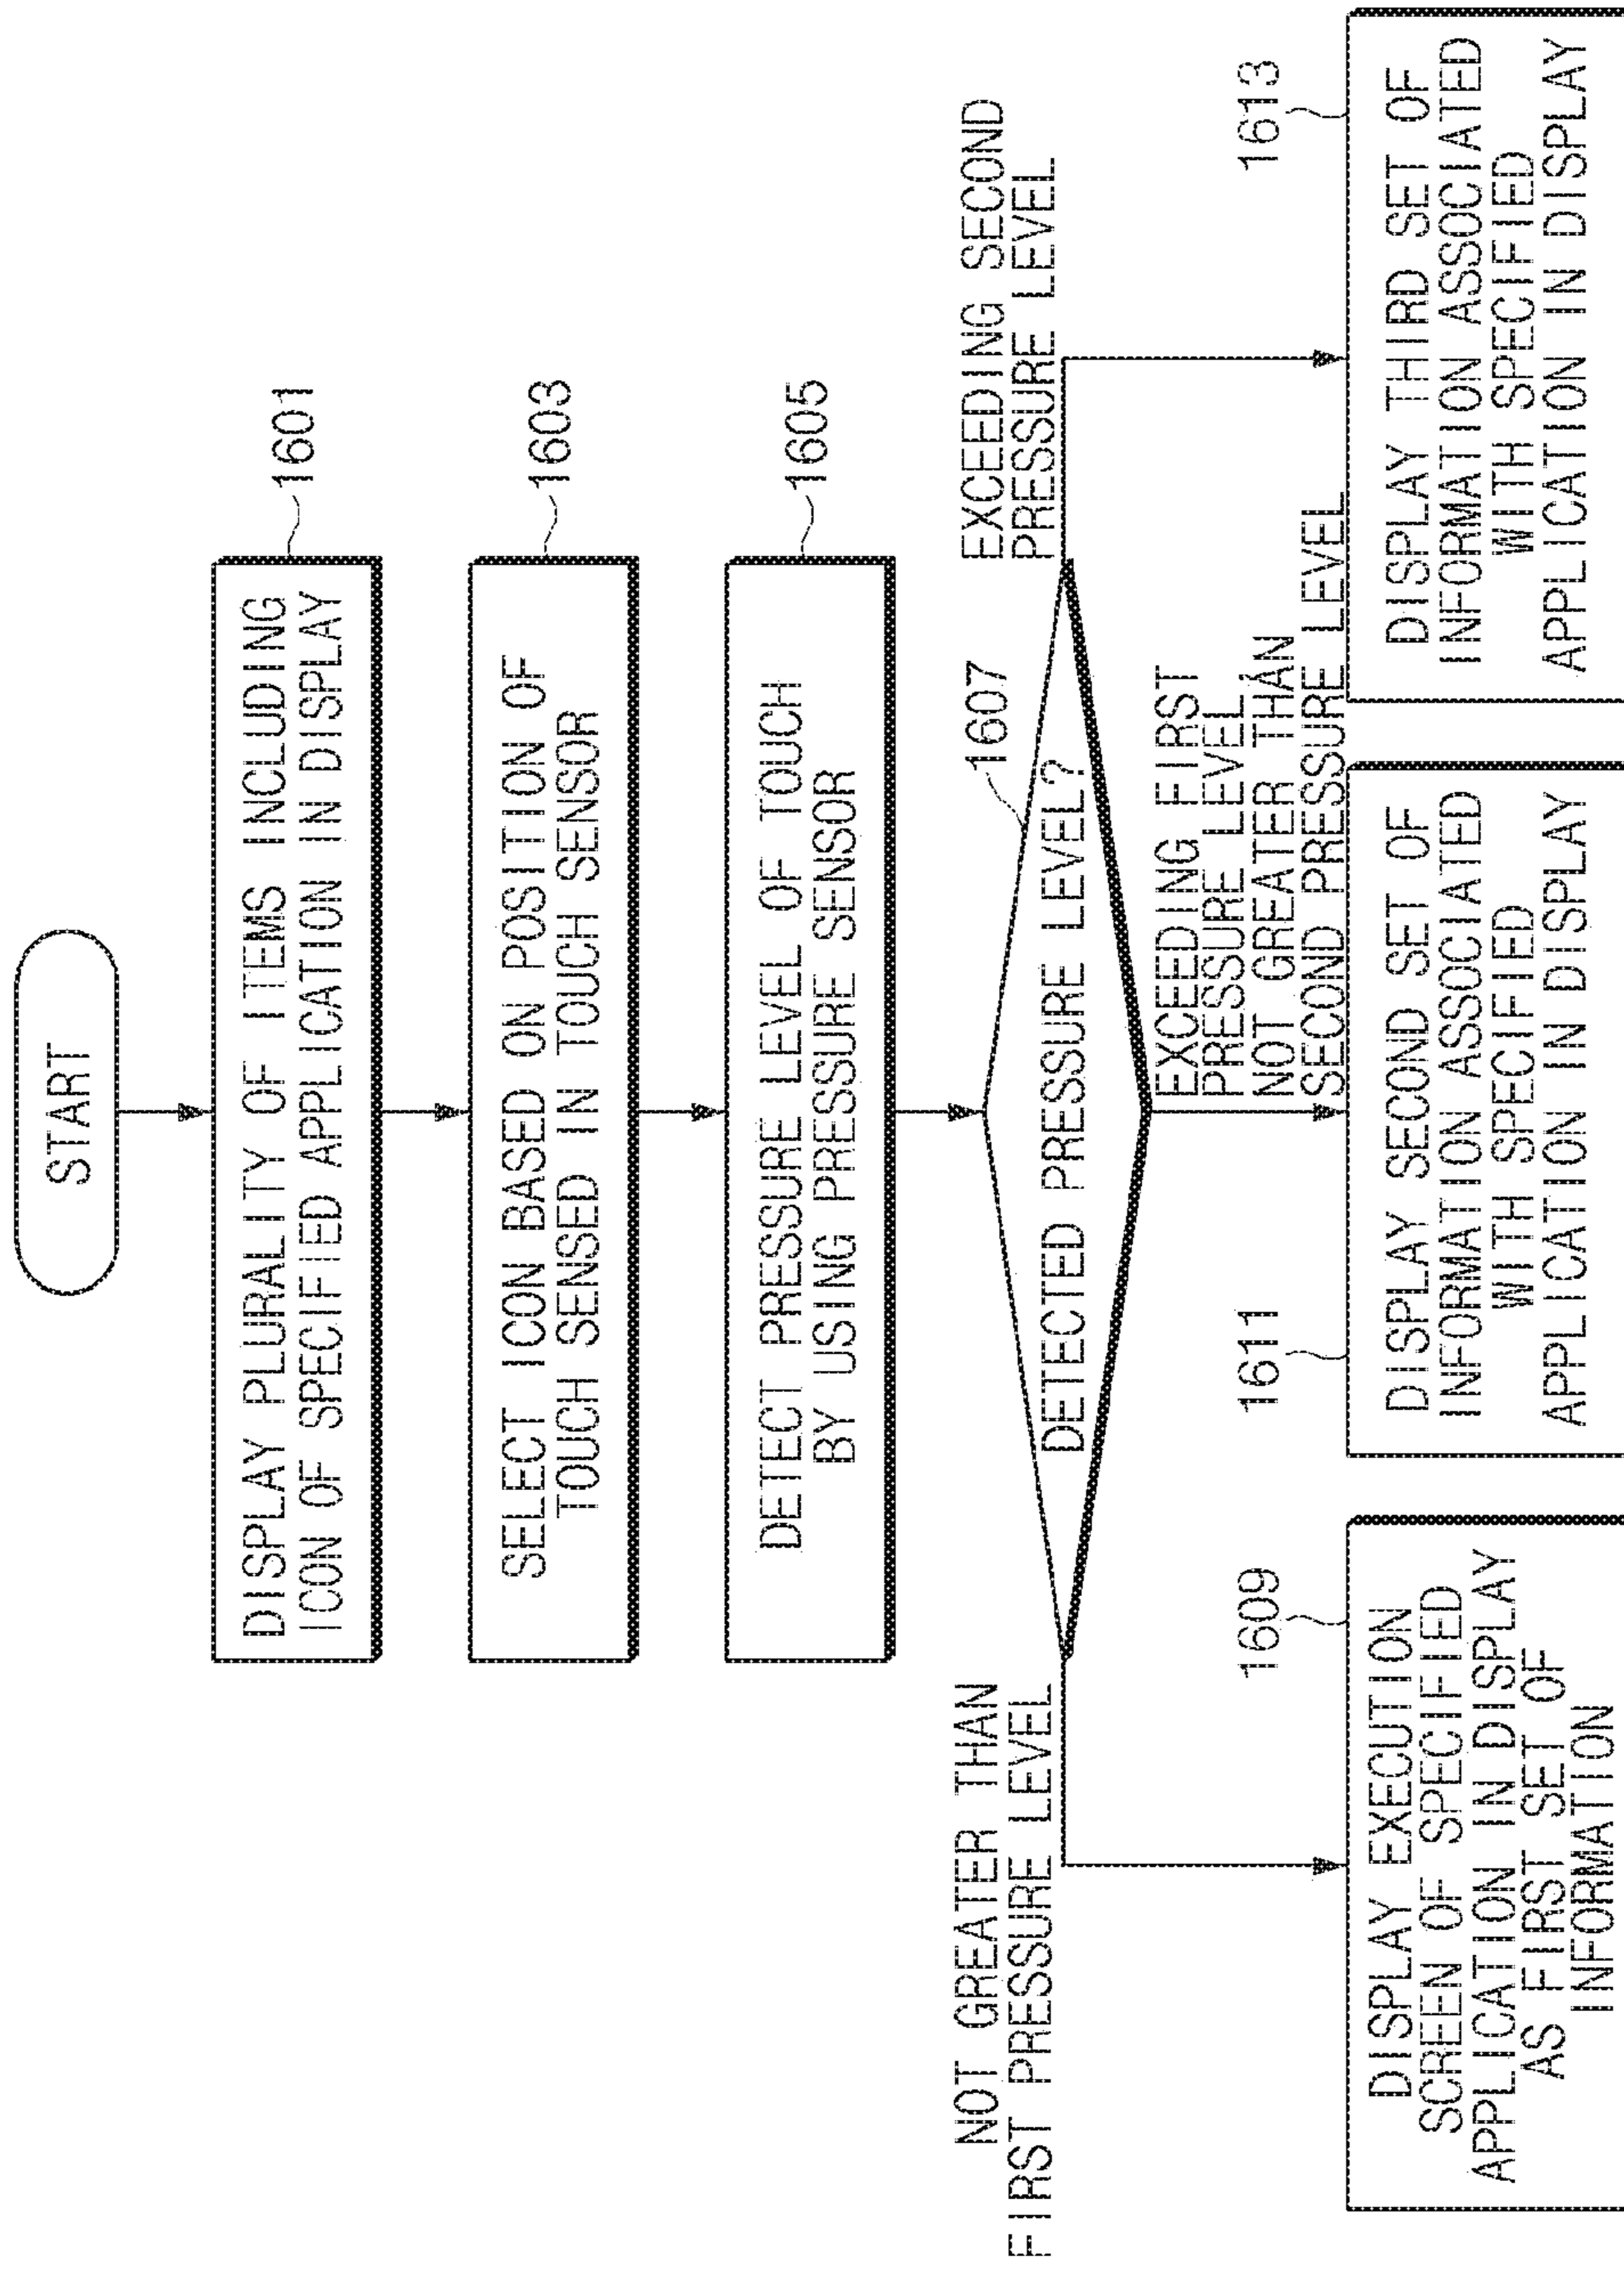 START
1601
DISPLAY PLURALITY OF ITEMS INCLUDING
ICON OF SPECIFIED APPLICATION IN DISPLAY
1603
SELECT ICON BASED ON POSITION OF
TOUCH SENSED IN TOUCH SENSOR
1605
DETECT PRESSURE LEVEL OF TOUCH
BY USING PRESSURE SENSOR
1607
DETECTED PRESSURE LEVEL?
NOT GREATER THAN
FIRST PRESSURE LEVEL
EXCEEDING FIRST
PRESSURE LEVEL,
NOT GREATER THAN
SECOND PRESSURE LEVEL
EXCEEDING SECOND
PRESSURE LEVEL
1609
DISPLAY EXECUTION
SCREEN OF SPECIFIED
APPLICATION IN DISPLAY
AS FIRST SET OF
INFORMATION
1611
DISPLAY SECOND SET OF
INFORMATION ASSOCIATED
WITH SPECIFIED
APPLICATION IN DISPLAY
1613
DISPLAY THIRD SET OF
INFORMATION ASSOCIATED
WITH SPECIFIED
APPLICATION IN DISPLAY